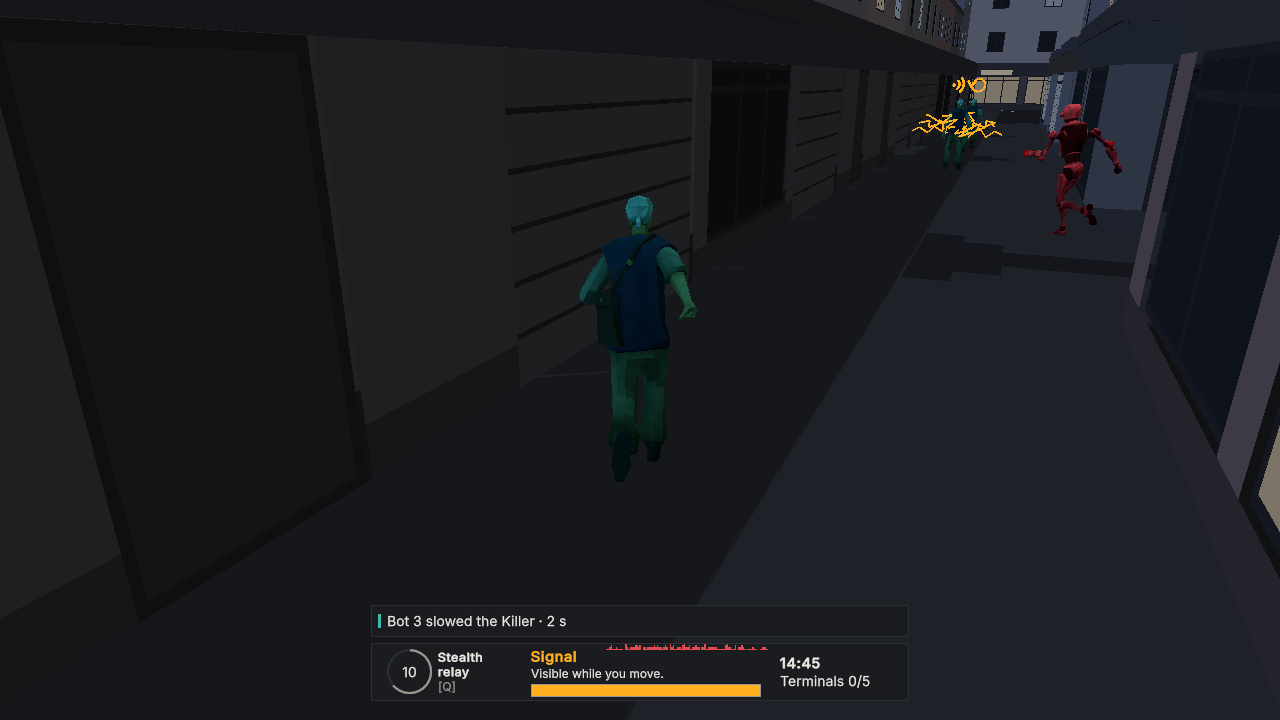 Bot 3 slowed the Killer · 2 s
10
Stealth
relay
[Q]
Signal
Visible while you move.
14:45
Terminals 0/5